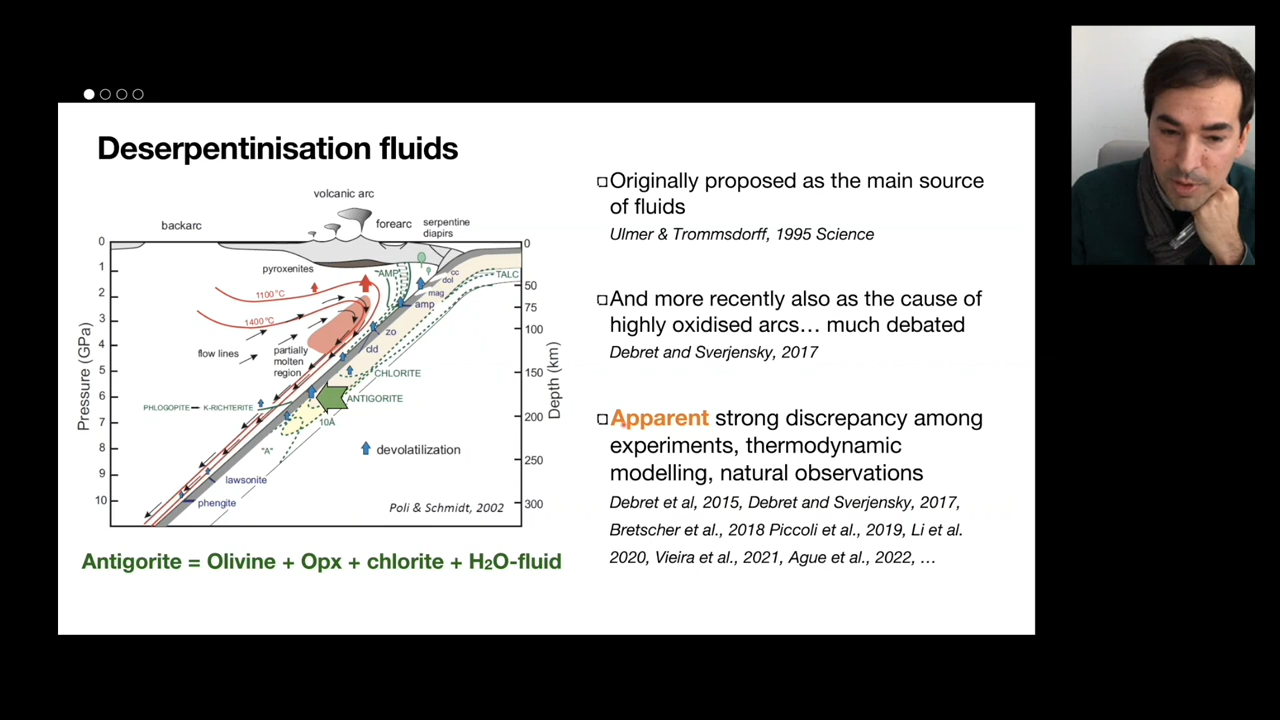 Deserpentinisation fluids
volcanic arc
backarc
forearc
serpentine
diapirs
0
0
pyroxenites
AMP
cc
dol
TALC
1
1100°C
mag
50
2
amp
75
1400°C
3
zo
100
flow lines
partially
molten
region
cld
4
CHLORITE
150
5
PHLOGOPITE
K-RICHTERITE
ANTIGORITE
6
200
10Å
7
"A"
devolatilization
8
250
lawsonite
9
phengite
10
Poli & Schmidt, 2002
300
Pressure (GPa)
Depth (km)
Antigorite = Olivine + Opx + chlorite + H2O-fluid
Originally proposed as the main source
of fluids
Ulmer & Trommsdorff, 1995 Science
And more recently also as the cause of
highly oxidised arcs… much debated
Debret and Sverjensky, 2017
Apparent strong discrepancy among
experiments, thermodynamic
modelling, natural observations
Debret et al, 2015, Debret and Sverjensky, 2017,
Bretscher et al., 2018 Piccoli et al., 2019, Li et al.
2020, Vieira et al., 2021, Ague et al., 2022, …